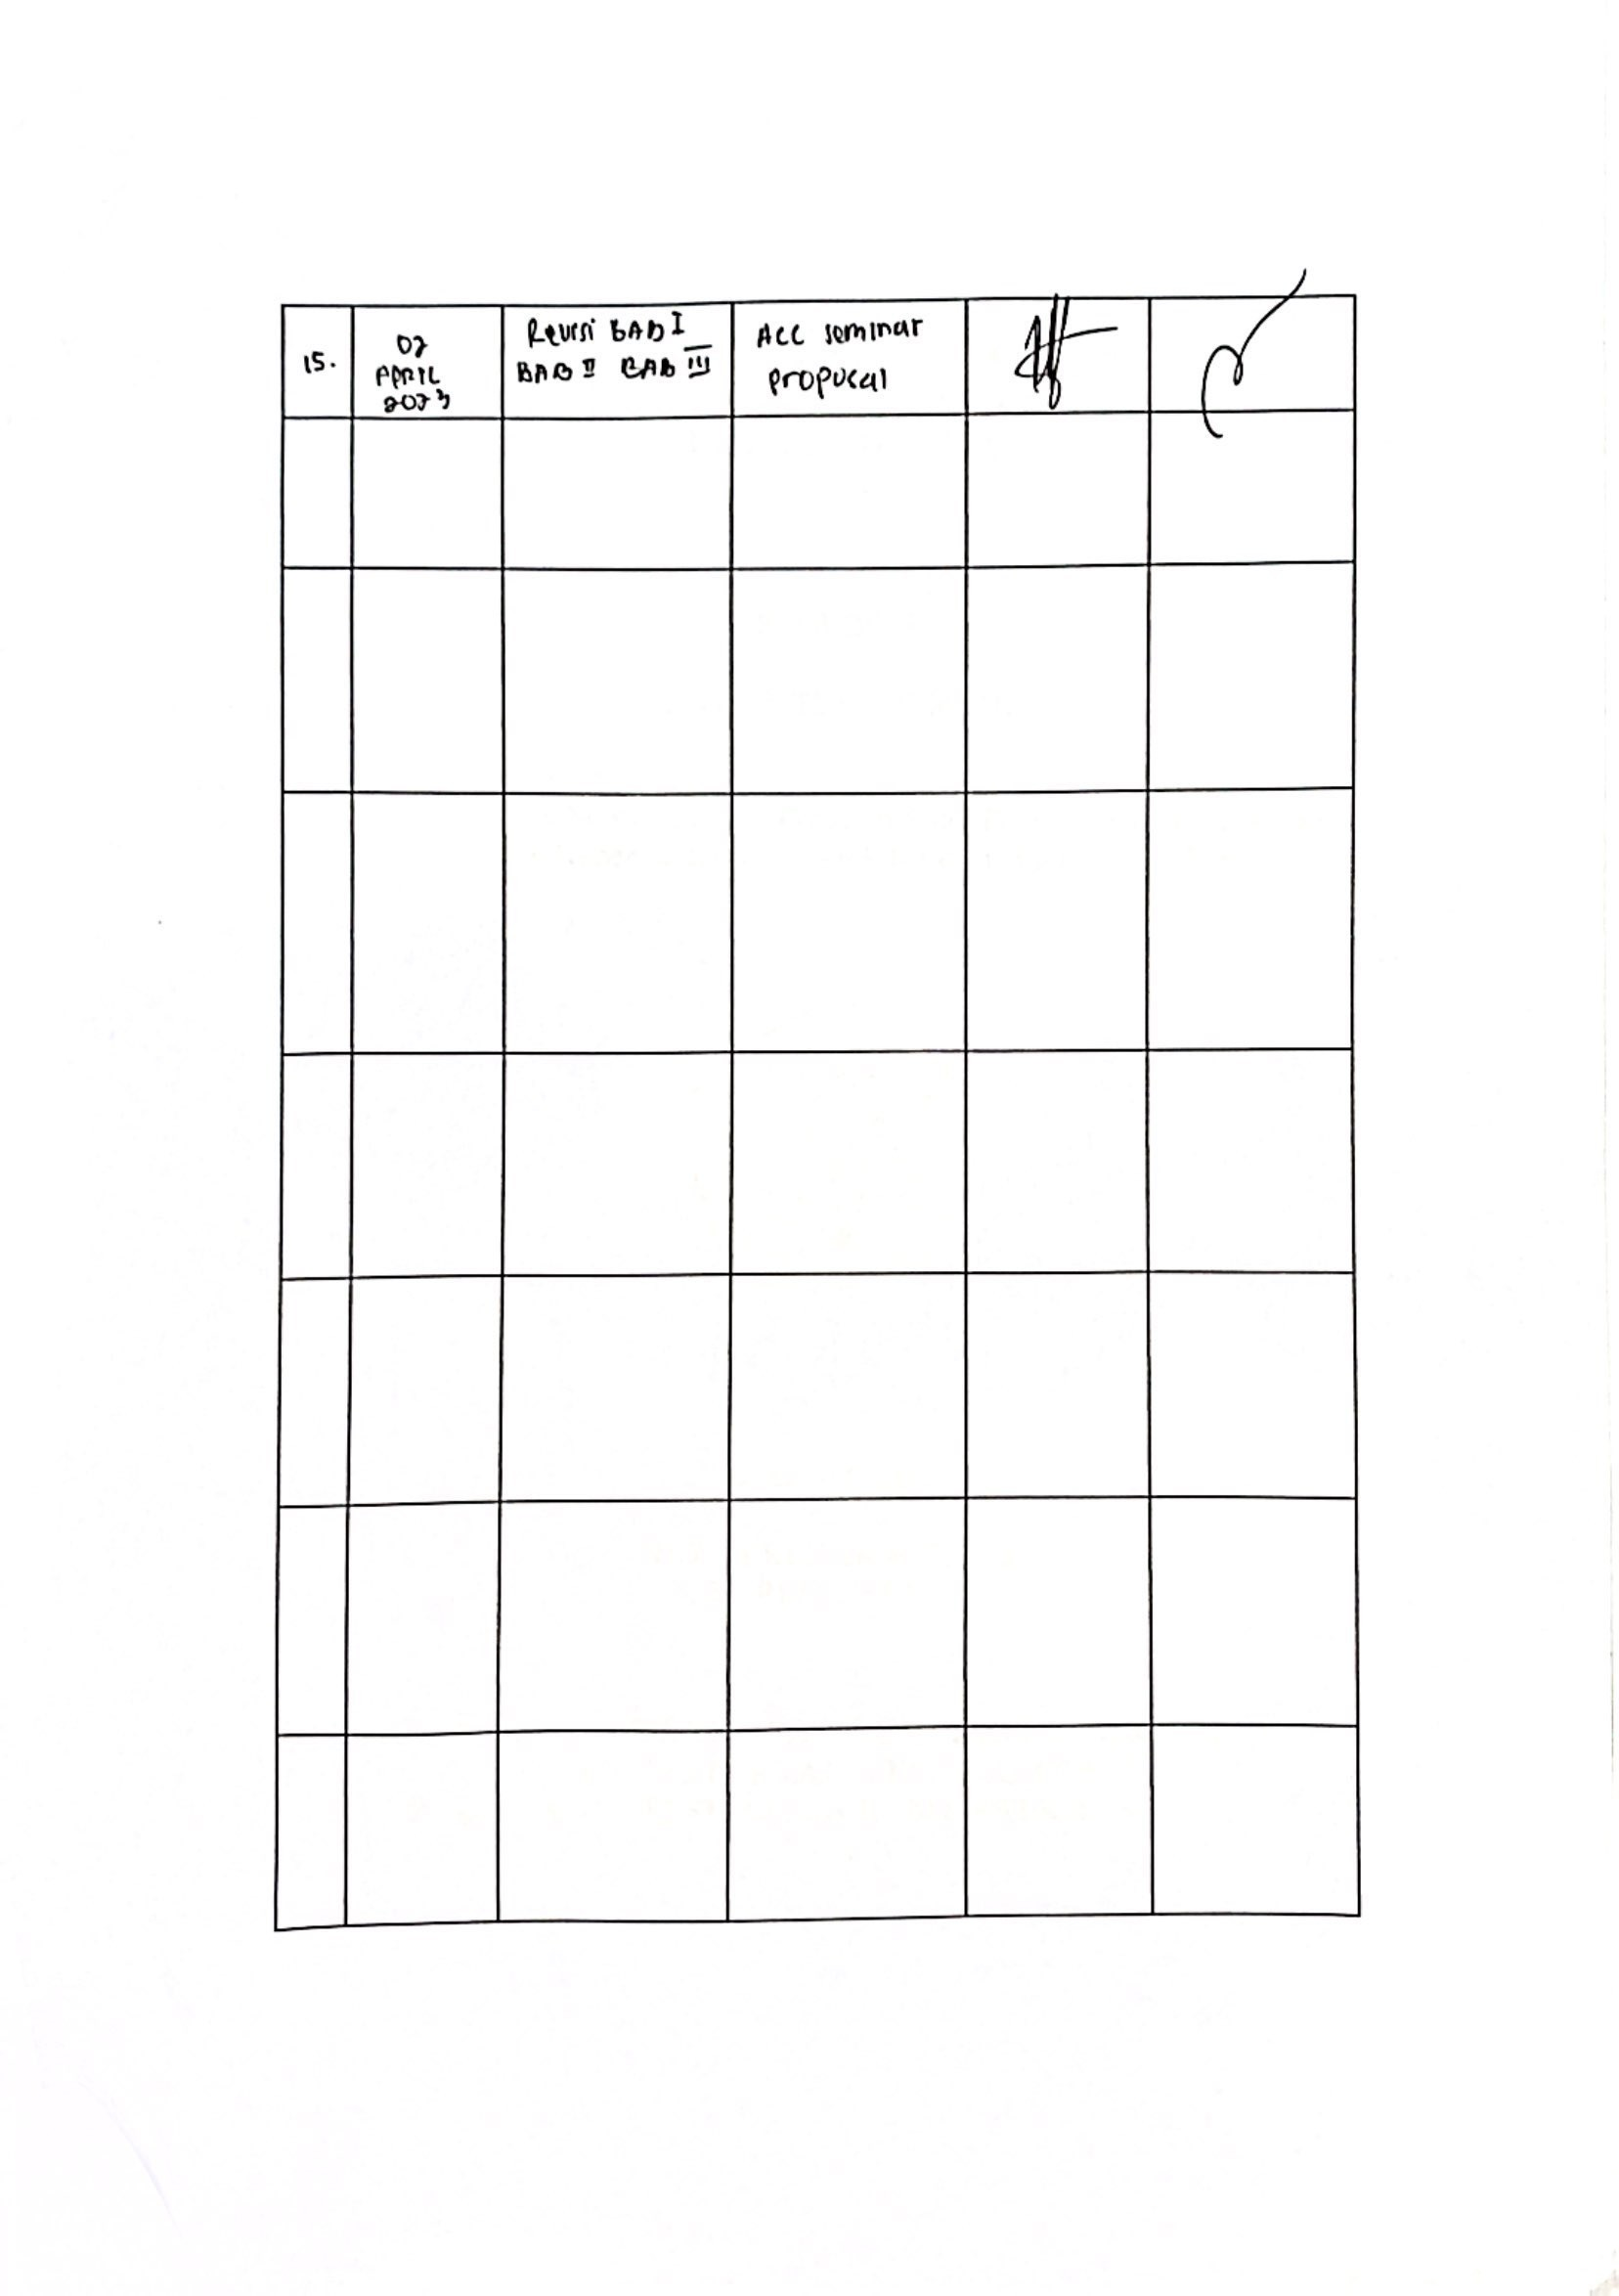 15.
07
APRIL
2023
Revisi BAB I
BAB II BAB III
Acc seminar
proposal